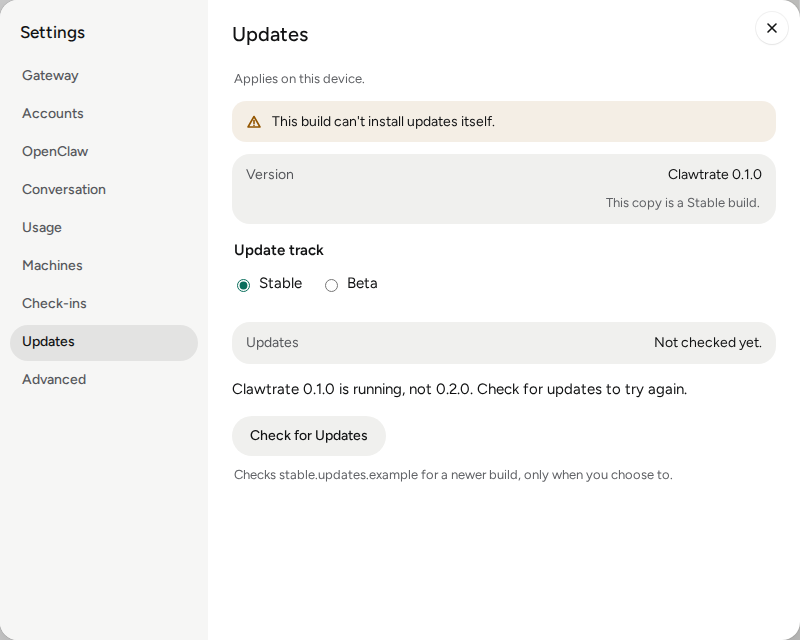 Settings
Gateway
Accounts
OpenClaw
Conversation
Usage
Machines
Check-ins
Updates
Advanced
Updates
Applies on this device.
This build can't install updates itself.
Version
Clawtrate 0.1.0
This copy is a Stable build.
Update track
Stable
Beta
Updates
Not checked yet.
Clawtrate 0.1.0 is running, not 0.2.0. Check for updates to try again.
Check for Updates
Checks stable.updates.example for a newer build, only when you choose to.